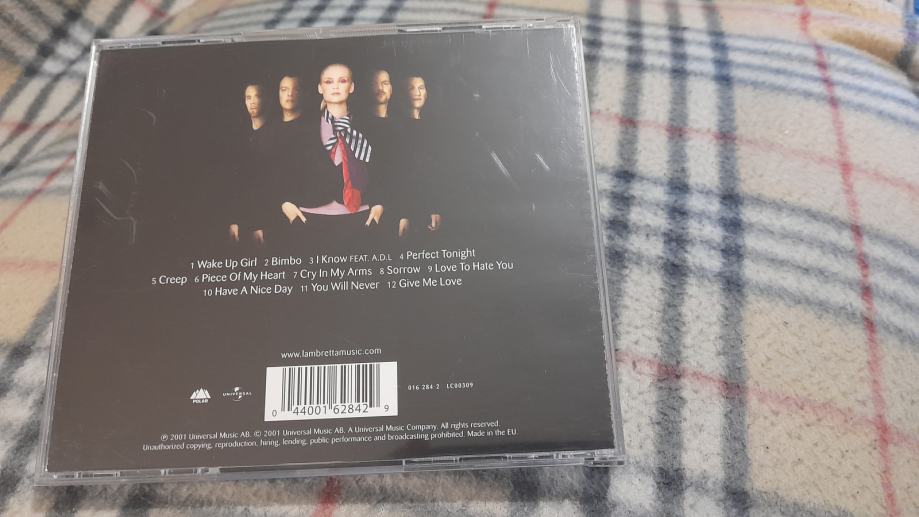 1 Wake Up Girl 2 Bimbo 3 I Know FEAT. A.D.L 4 Perfect Tonight
5 Creep 6 Piece Of My Heart 7 Cry In My Arms 8 Sorrow 9 Love To Hate You
10 Have A Nice Day 11 You Will Never 12 Give Me Love
www.lambrettamusic.com
POLAR
UNIVERSAL
0 44001 62842 9
016 284-2 LC00309
℗ 2001 Universal Music AB. © 2001 Universal Music AB. A Universal Music Company. All rights reserved.
Unauthorized copying, reproduction, hiring, lending, public performance and broadcasting prohibited. Made in the EU.